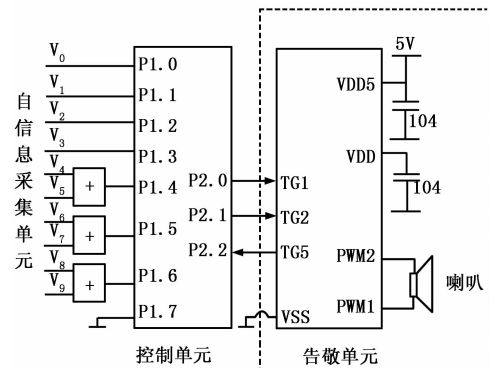 自信息采集单元
V0
V1
V2
V3
V4
V5
V6
V7
V8
V9
+
+
+
P1.0
P1.1
P1.2
P1.3
P1.4
P1.5
P1.6
P1.7
P2.0
P2.1
P2.2
控制单元
TG1
TG2
TG5
VSS
VDD5
VDD
PWM2
PWM1
告敬单元
5V
104
104
喇叭